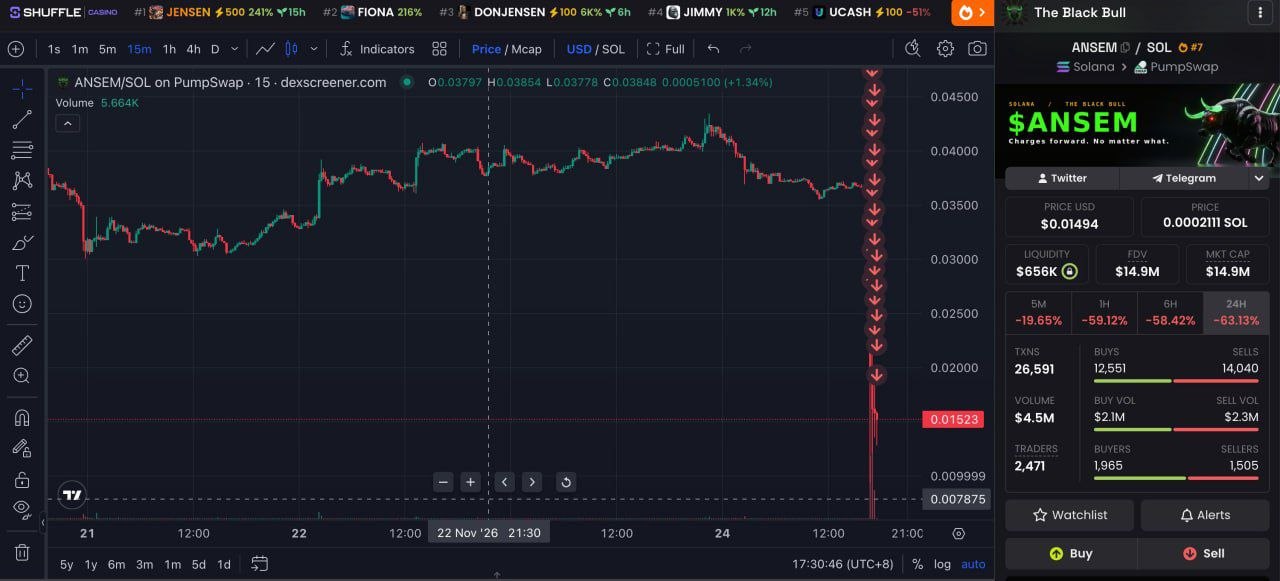 SHUFFLE CASINO #1 JENSEN ⚡500 241% 15h #2 FIONA 216% #3 DONJENSEN ⚡100 6K% 6h #4 JIMMY 1K% 12h #5 UCASH ⚡100 -51%
1s 1m 5m 15m 1h 4h D Indicators Price / Mcap USD / SOL Full
ANSEM/SOL on PumpSwap · 15 · dexscreener.com O0.03797 H0.03854 L0.03778 C0.03848 0.0005100 (+1.34%)
Volume 5.664K
0.04500
0.04000
0.03500
0.03000
0.02500
0.02000
0.01523
0.009999
0.007875
21 12:00 22 12:00 22 Nov '26 21:30 12:00 24 12:00 21:00
5y 1y 6m 3m 1m 5d 1d 17:30:46 (UTC+8) % log auto
The Black Bull
ANSEM / SOL #7
Solana > PumpSwap
SOLANA / THE BLACK BULL
$ANSEM
Charges forward. No matter what.
Twitter Telegram
PRICE USD PRICE
$0.01494 0.0002111 SOL
LIQUIDITY FDV MKT CAP
$656K $14.9M $14.9M
5M 1H 6H 24H
-19.65% -59.12% -58.42% -63.13%
TXNS BUYS SELLS
26,591 12,551 14,040
VOLUME BUY VOL SELL VOL
$4.5M $2.1M $2.3M
TRADERS BUYERS SELLERS
2,471 1,965 1,505
Watchlist Alerts
Buy Sell